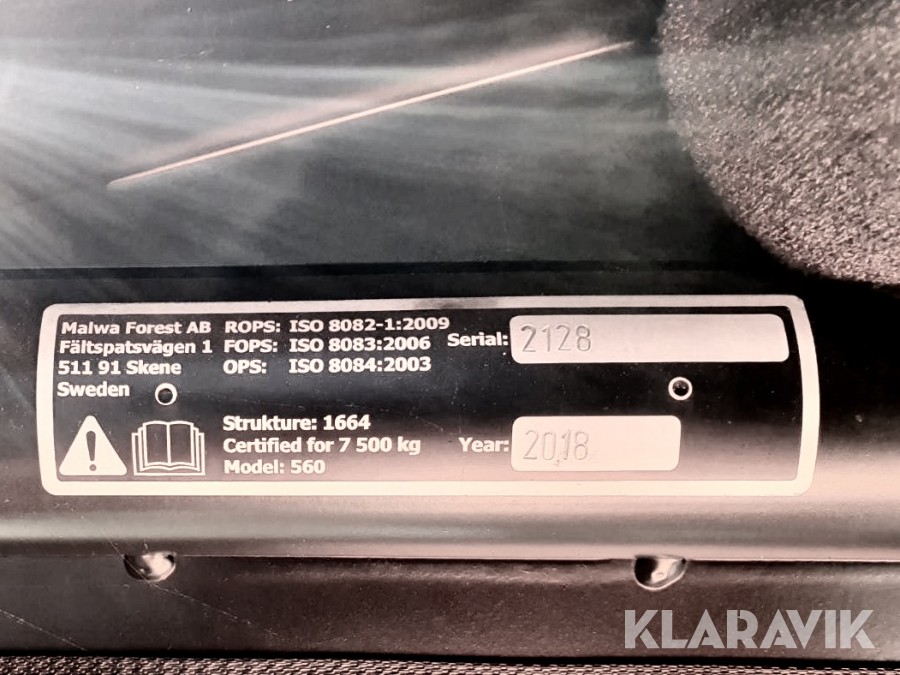 Malwa Forest AB
Fältspatsvägen 1
511 91 Skene
Sweden
ROPS: ISO 8082-1:2009
FOPS: ISO 8083:2006
OPS: ISO 8084:2003
Serial: 2128
Strukture: 1664
Certified for 7 500 kg
Model: 560
Year: 2018
KLARAVIK